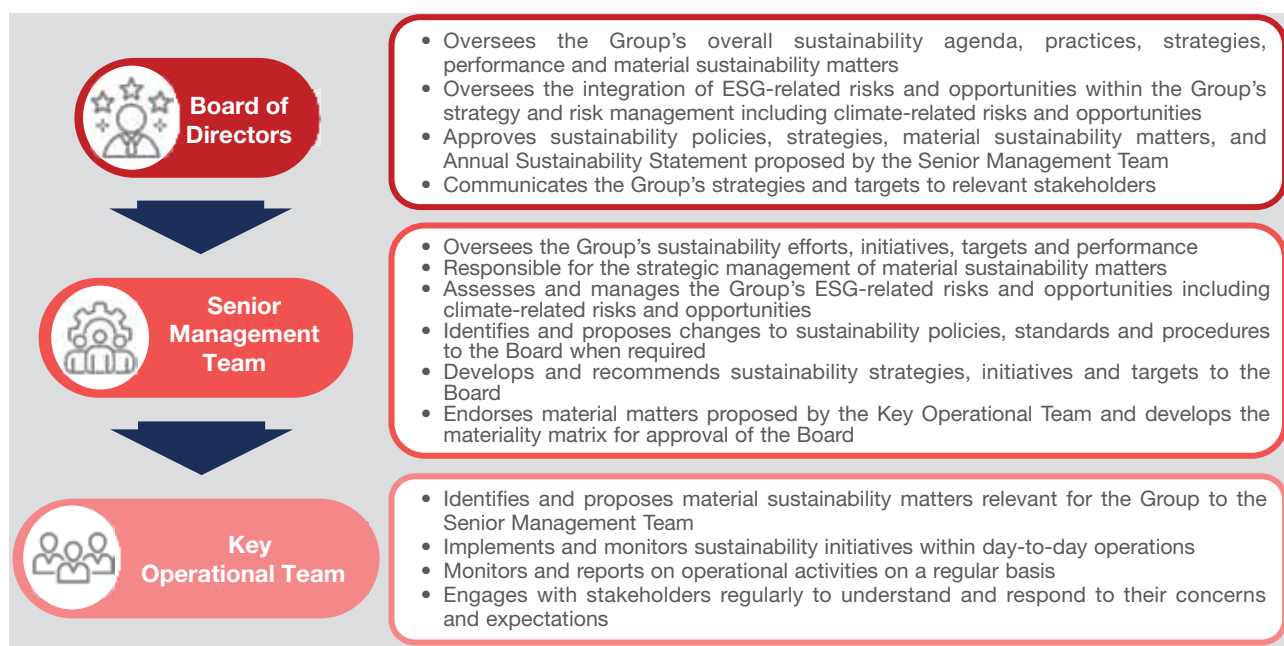 Board of
Directors
• Oversees the Group's overall sustainability agenda, practices, strategies,
performance and material sustainability matters
• Oversees the integration of ESG-related risks and opportunities within the Group's
strategy and risk management including climate-related risks and opportunities
• Approves sustainability policies, strategies, material sustainability matters, and
Annual Sustainability Statement proposed by the Senior Management Team
• Communicates the Group's strategies and targets to relevant stakeholders
Senior
Management
Team
• Oversees the Group's sustainability efforts, initiatives, targets and performance
• Responsible for the strategic management of material sustainability matters
• Assesses and manages the Group's ESG-related risks and opportunities including
climate-related risks and opportunities
• Identifies and proposes changes to sustainability policies, standards and procedures
to the Board when required
• Develops and recommends sustainability strategies, initiatives and targets to the
Board
• Endorses material matters proposed by the Key Operational Team and develops the
materiality matrix for approval of the Board
Key
Operational Team
• Identifies and proposes material sustainability matters relevant for the Group to the
Senior Management Team
• Implements and monitors sustainability initiatives within day-to-day operations
• Monitors and reports on operational activities on a regular basis
• Engages with stakeholders regularly to understand and respond to their concerns
and expectations